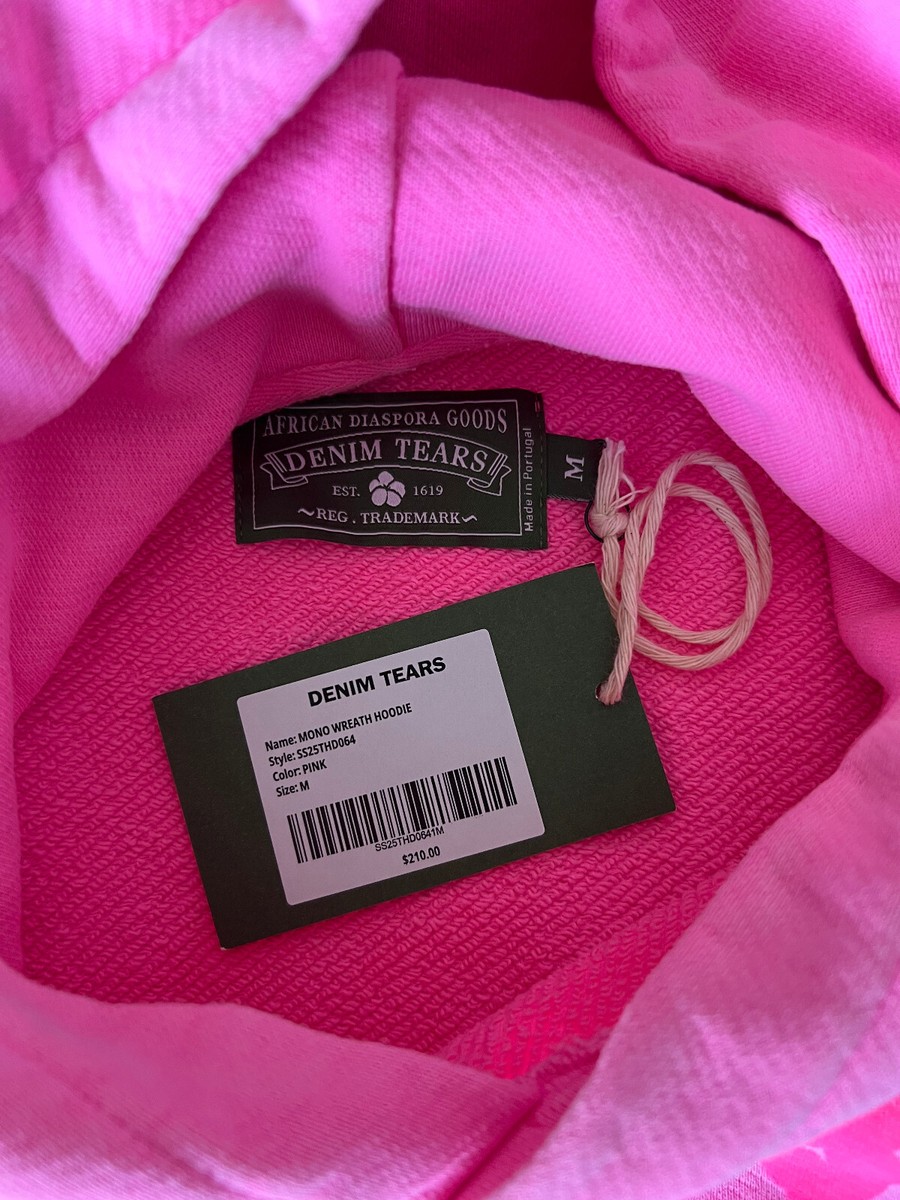 AFRICAN DIASPORA GOODS
DENIM TEARS
EST. 1619
~REG. TRADEMARK~
Made in Portugal
M
DENIM TEARS
Name: MONO WREATH HOODIE
Style: SS25THD064
Color: PINK
Size: M
SS25THD0641M
$210.00